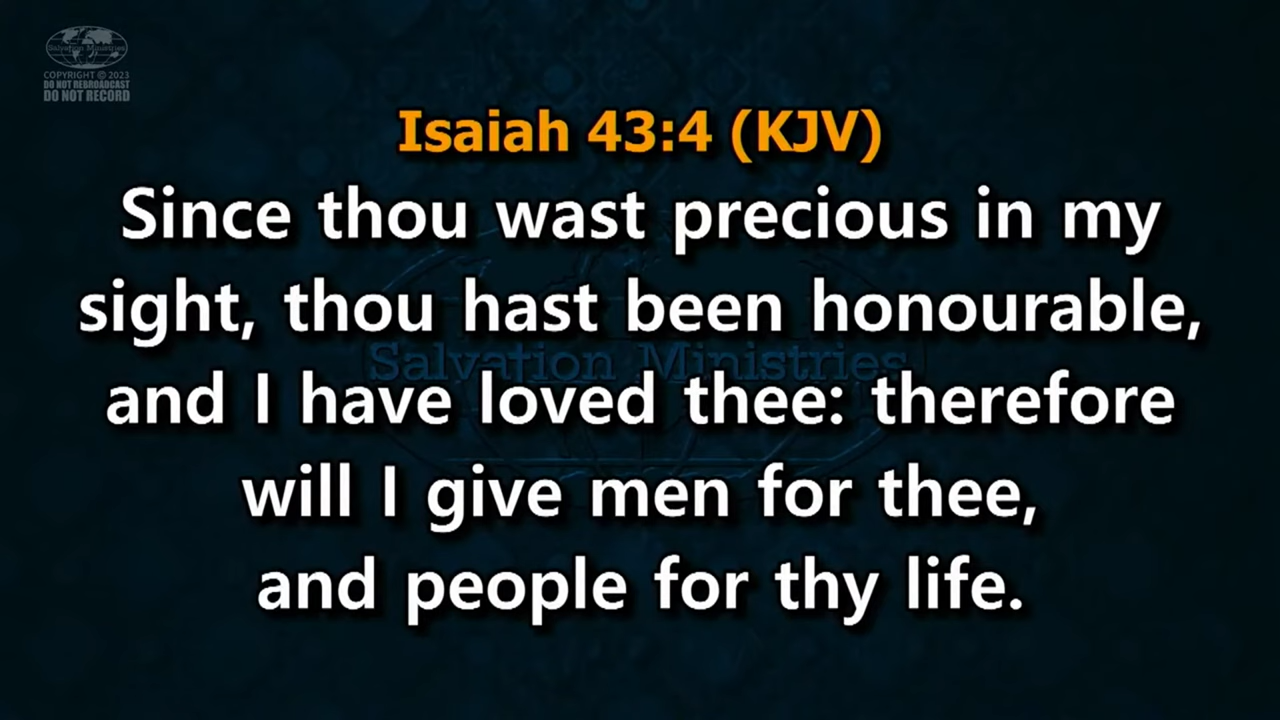 Salvation Ministries
COPYRIGHT © 2023
DO NOT REBROADCAST
DO NOT RECORD
Isaiah 43:4 (KJV)
Since thou wast precious in my
sight, thou hast been honourable,
Salvation Ministries
and I have loved thee: therefore
will I give men for thee,
and people for thy life.